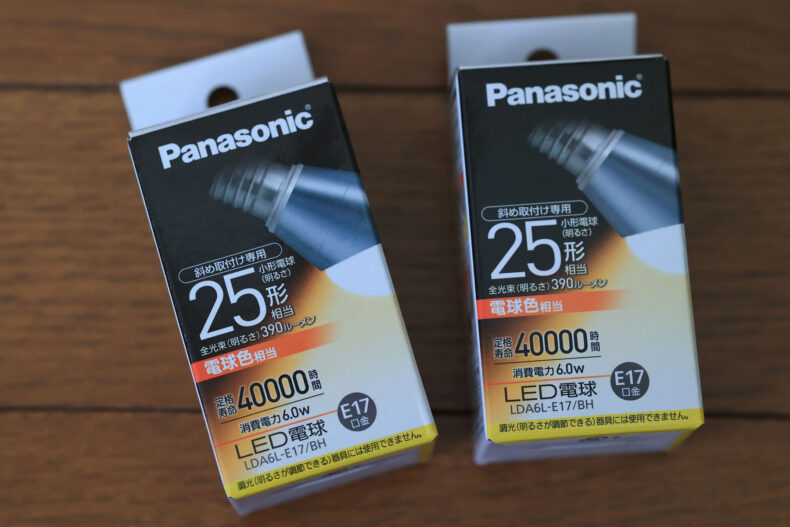 Panasonic
斜め取付け専用
25形相当
小形電球
(明るさ)
全光束(明るさ)390ルーメン
電球色相当
定格寿命40000時間
消費電力6.0w
LED電球
E17口金
LDA6L-E17/BH
調光(明るさが調節できる)器具には使用できません。
Panasonic
斜め取付け専用
25形相当
小形電球
(明るさ)
全光束(明るさ)390ルーメン
電球色相当
定格寿命40000時間
消費電力6.0w
LED電球
E17口金
LDA6L-E17/BH
調光(明るさが調節できる)器具には使用できません。